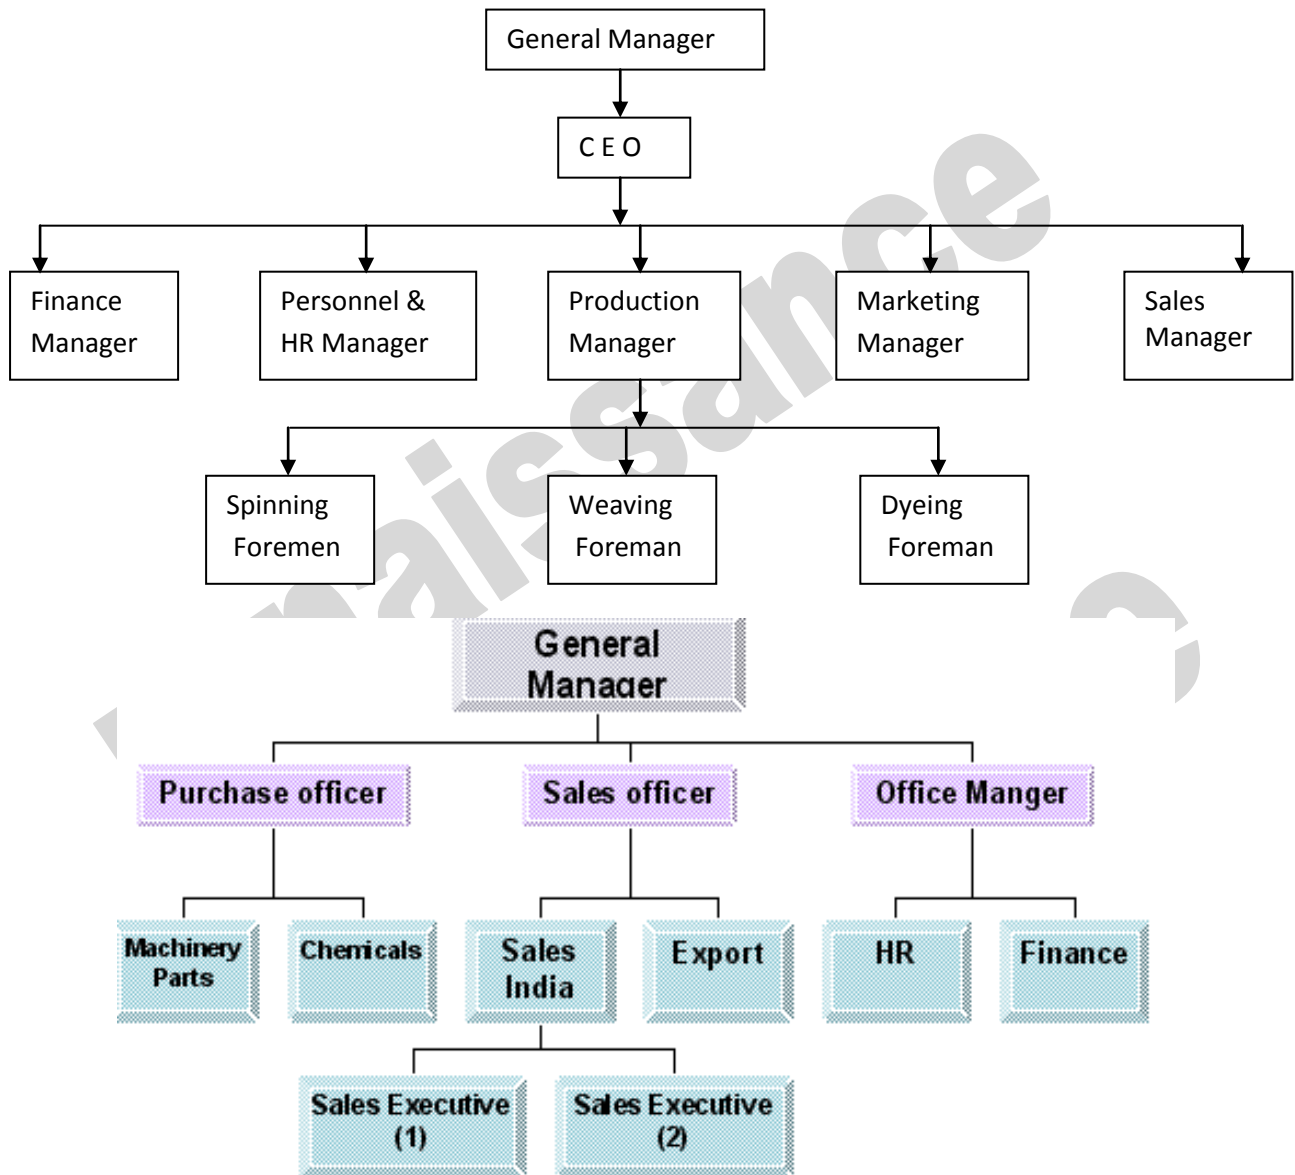 General Manager
C E O
Finance
Manager
Personnel &
HR Manager
Production
Manager
Marketing
Manager
Sales
Manager
Spinning
Foremen
Weaving
Foreman
Dyeing
Foreman
General
Manager
Purchase officer
Sales officer
Office Manger
Machinery
Parts
Chemicals
Sales
India
Export
HR
Finance
Sales Executive
(1)
Sales Executive
(2)